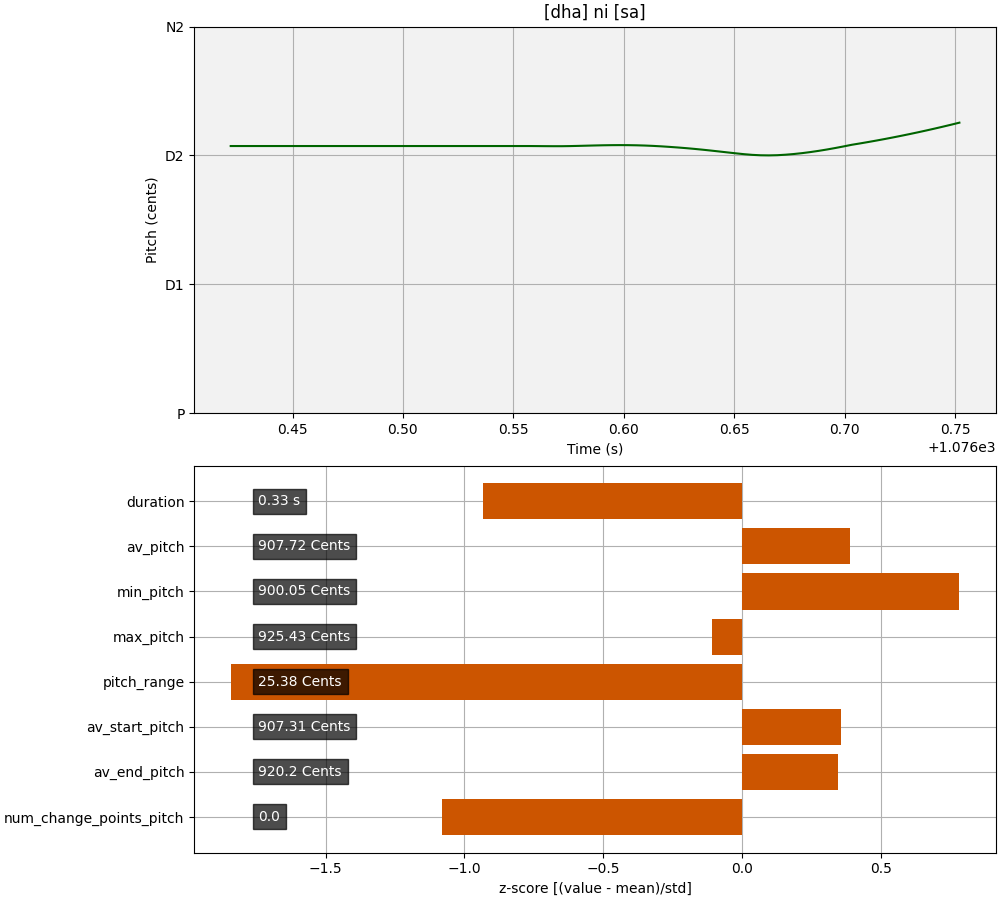 [dha] ni [sa]
N2
D2
D1
P
Pitch (cents)
0.45 0.50 0.55 0.60 0.65 0.70 0.75
Time (s)
+1.076e3
duration 0.33 s
av_pitch 907.72 Cents
min_pitch 900.05 Cents
max_pitch 925.43 Cents
pitch_range 25.38 Cents
av_start_pitch 907.31 Cents
av_end_pitch 920.2 Cents
num_change_points_pitch 0.0
−1.5 −1.0 −0.5 0.0 0.5
z-score [(value - mean)/std]